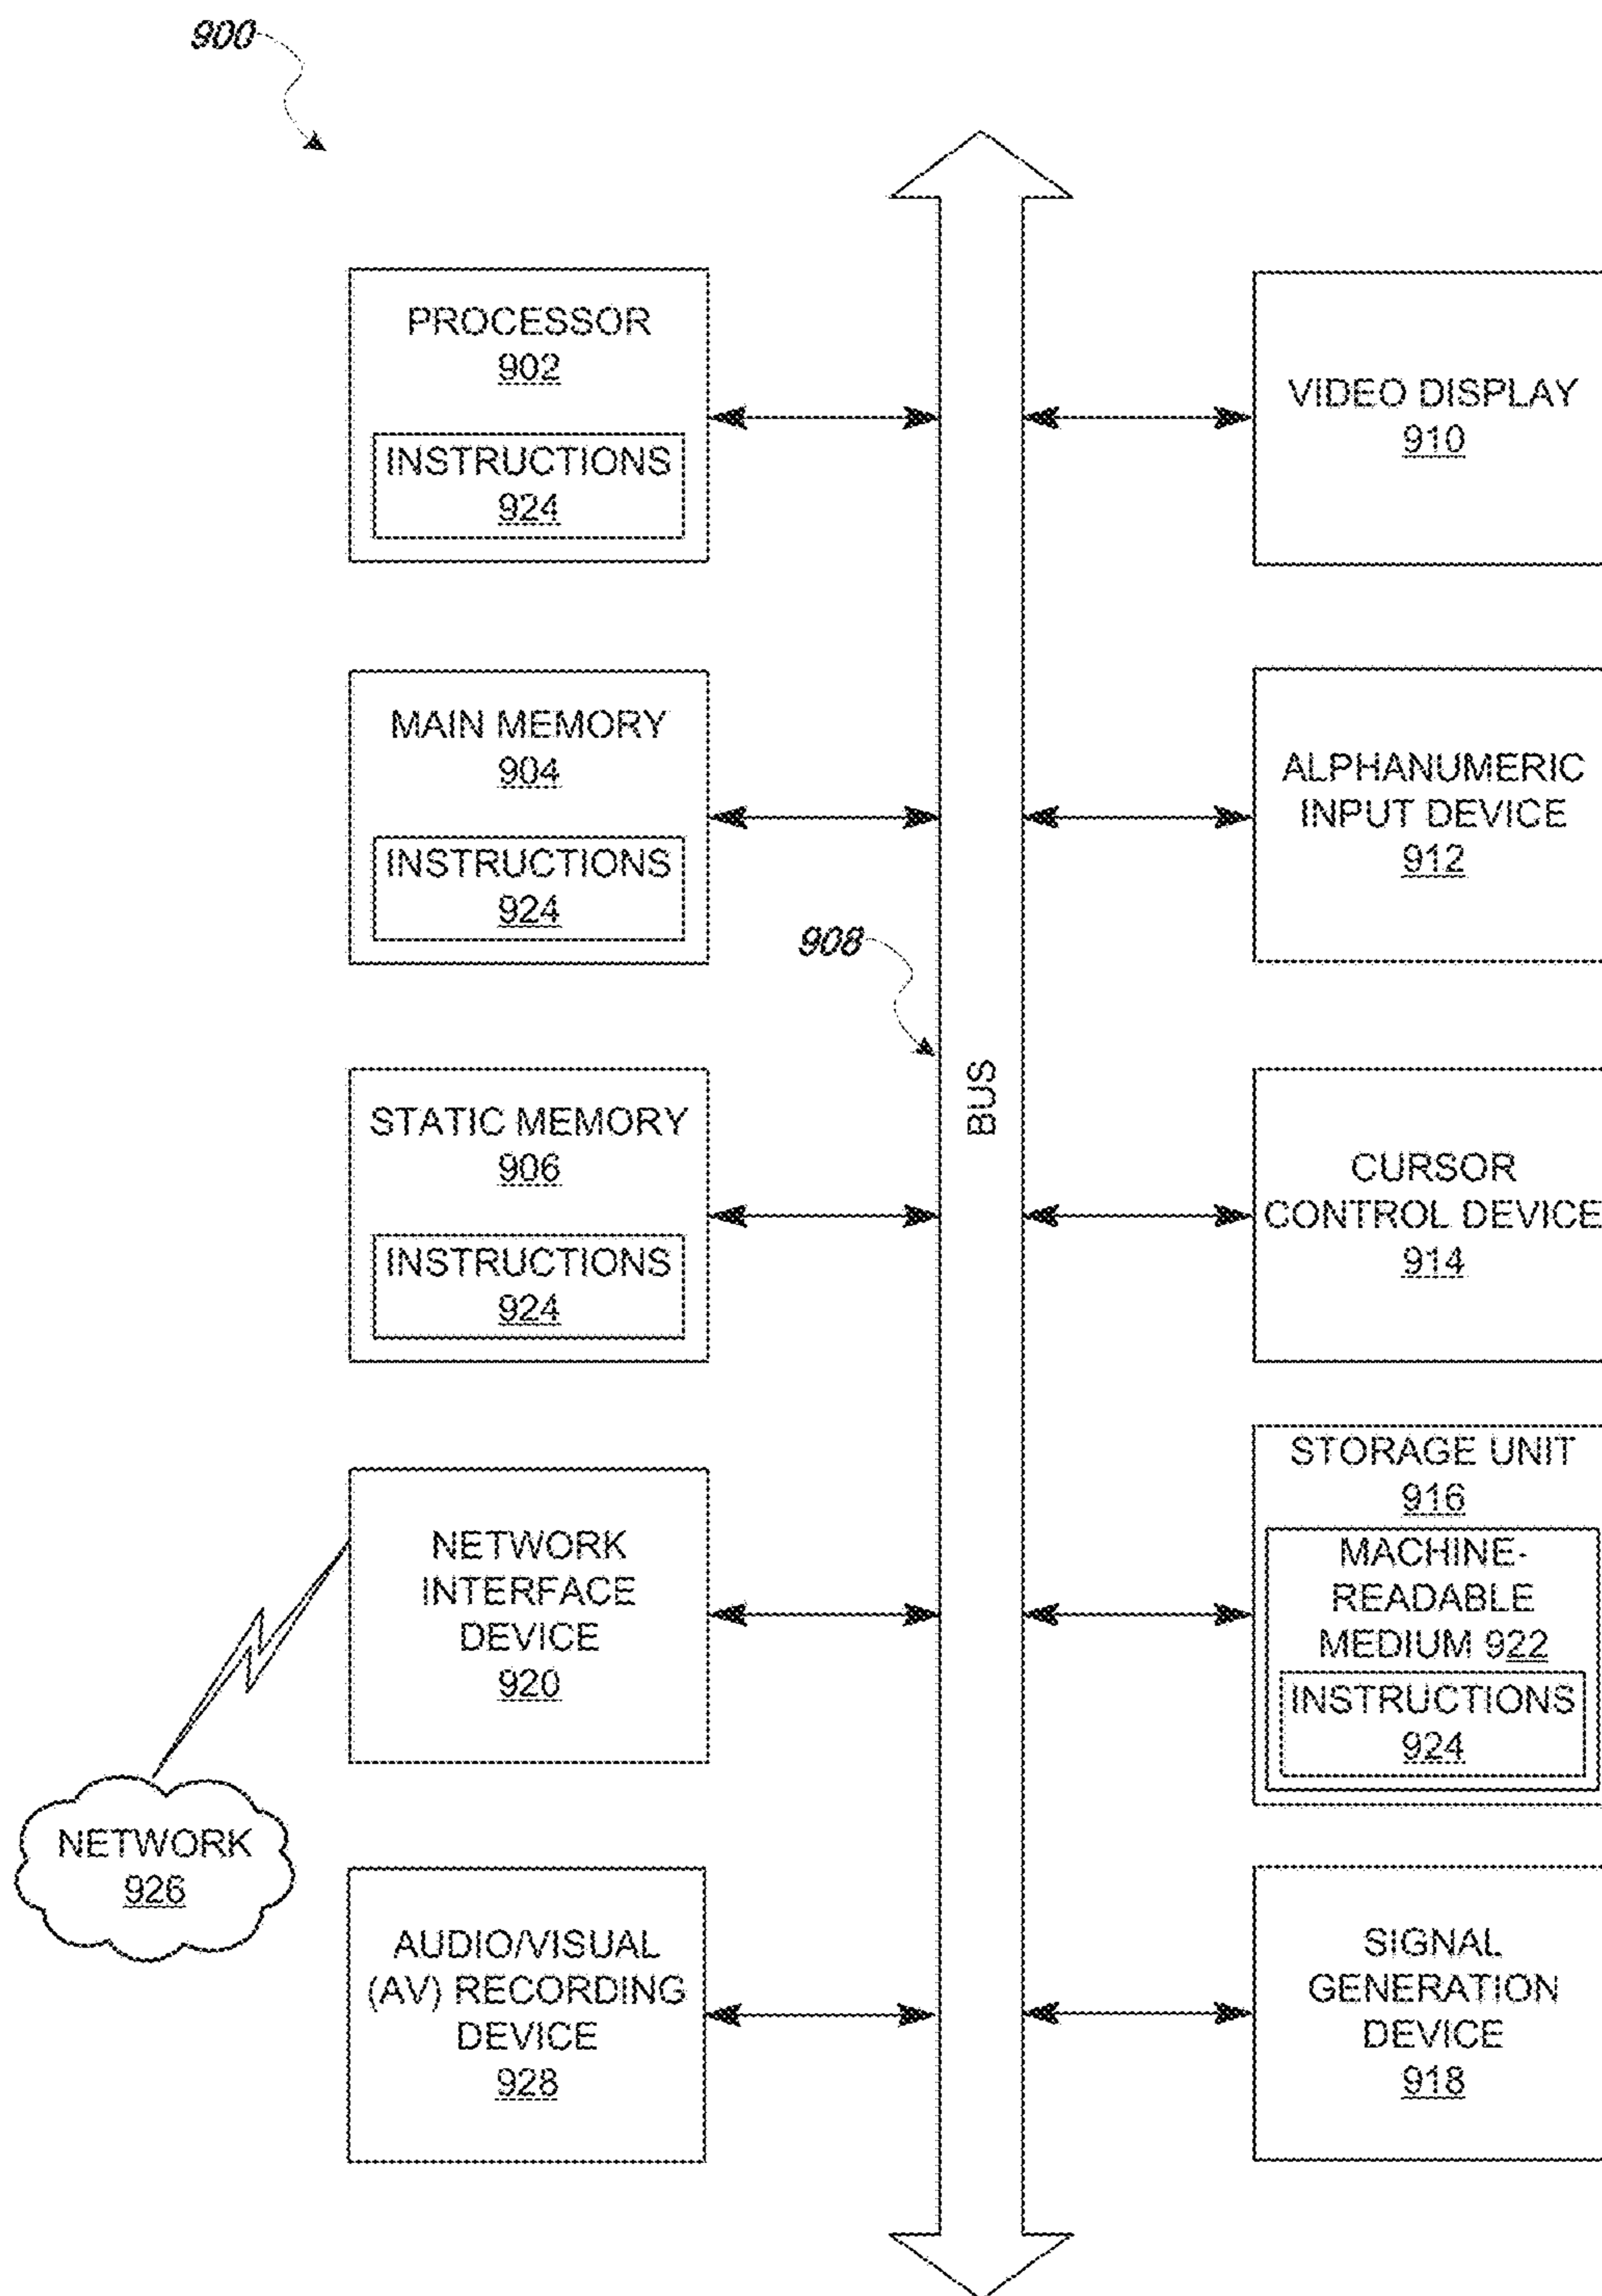 900
PROCESSOR
902
INSTRUCTIONS
924
VIDEO DISPLAY
910
MAIN MEMORY
904
INSTRUCTIONS
924
ALPHANUMERIC
INPUT DEVICE
912
908
BUS
STATIC MEMORY
906
INSTRUCTIONS
924
CURSOR
CONTROL DEVICE
914
NETWORK
INTERFACE
DEVICE
920
STORAGE UNIT
916
MACHINE-
READABLE
MEDIUM 922
INSTRUCTIONS
924
NETWORK
926
AUDIO/VISUAL
(AV) RECORDING
DEVICE
928
SIGNAL
GENERATION
DEVICE
918